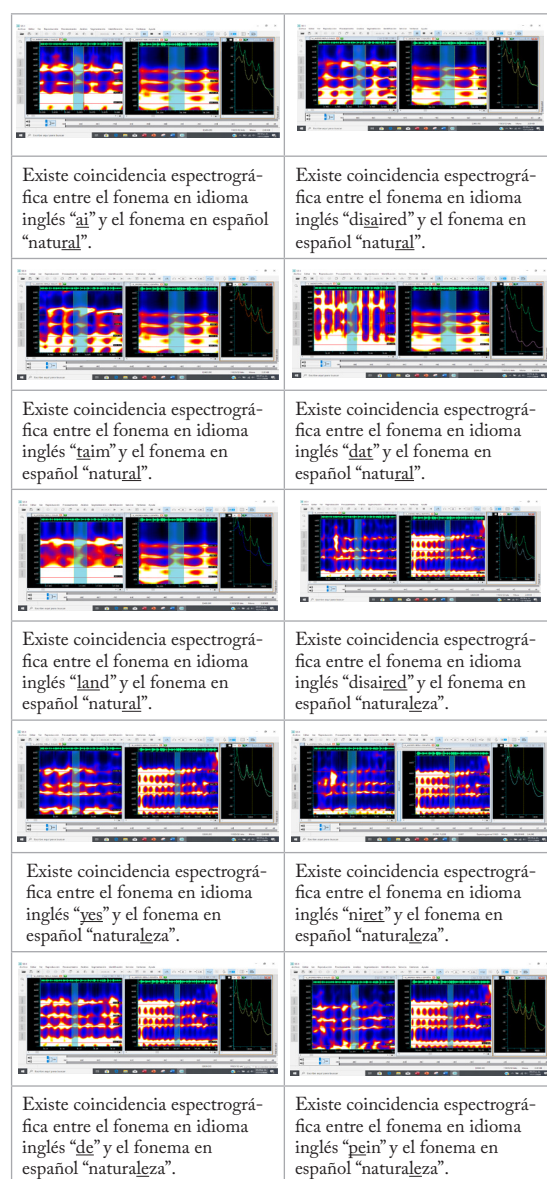 Existe coincidencia espectrográ-
fica entre el fonema en idioma
inglés “ai” y el fonema en español
“natural”.
Existe coincidencia espectrográ-
fica entre el fonema en idioma
inglés “disaired” y el fonema en
español “natural”.
Existe coincidencia espectrográ-
fica entre el fonema en idioma
inglés “taim” y el fonema en
español “natural”.
Existe coincidencia espectrográ-
fica entre el fonema en idioma
inglés “dat” y el fonema en
español “natural”.
Existe coincidencia espectrográ-
fica entre el fonema en idioma
inglés “land” y el fonema en
español “natural”.
Existe coincidencia espectrográ-
fica entre el fonema en idioma
inglés “disaired” y el fonema en
español “naturaleza”.
Existe coincidencia espectrográ-
fica entre el fonema en idioma
inglés “yes” y el fonema en
español “naturaleza”.
Existe coincidencia espectrográ-
fica entre el fonema en idioma
inglés “niret” y el fonema en
español “naturaleza”.
Existe coincidencia espectrográ-
fica entre el fonema en idioma
inglés “de” y el fonema en
español “naturaleza”.
Existe coincidencia espectrográ-
fica entre el fonema en idioma
inglés “pein” y el fonema en
español “naturaleza”.